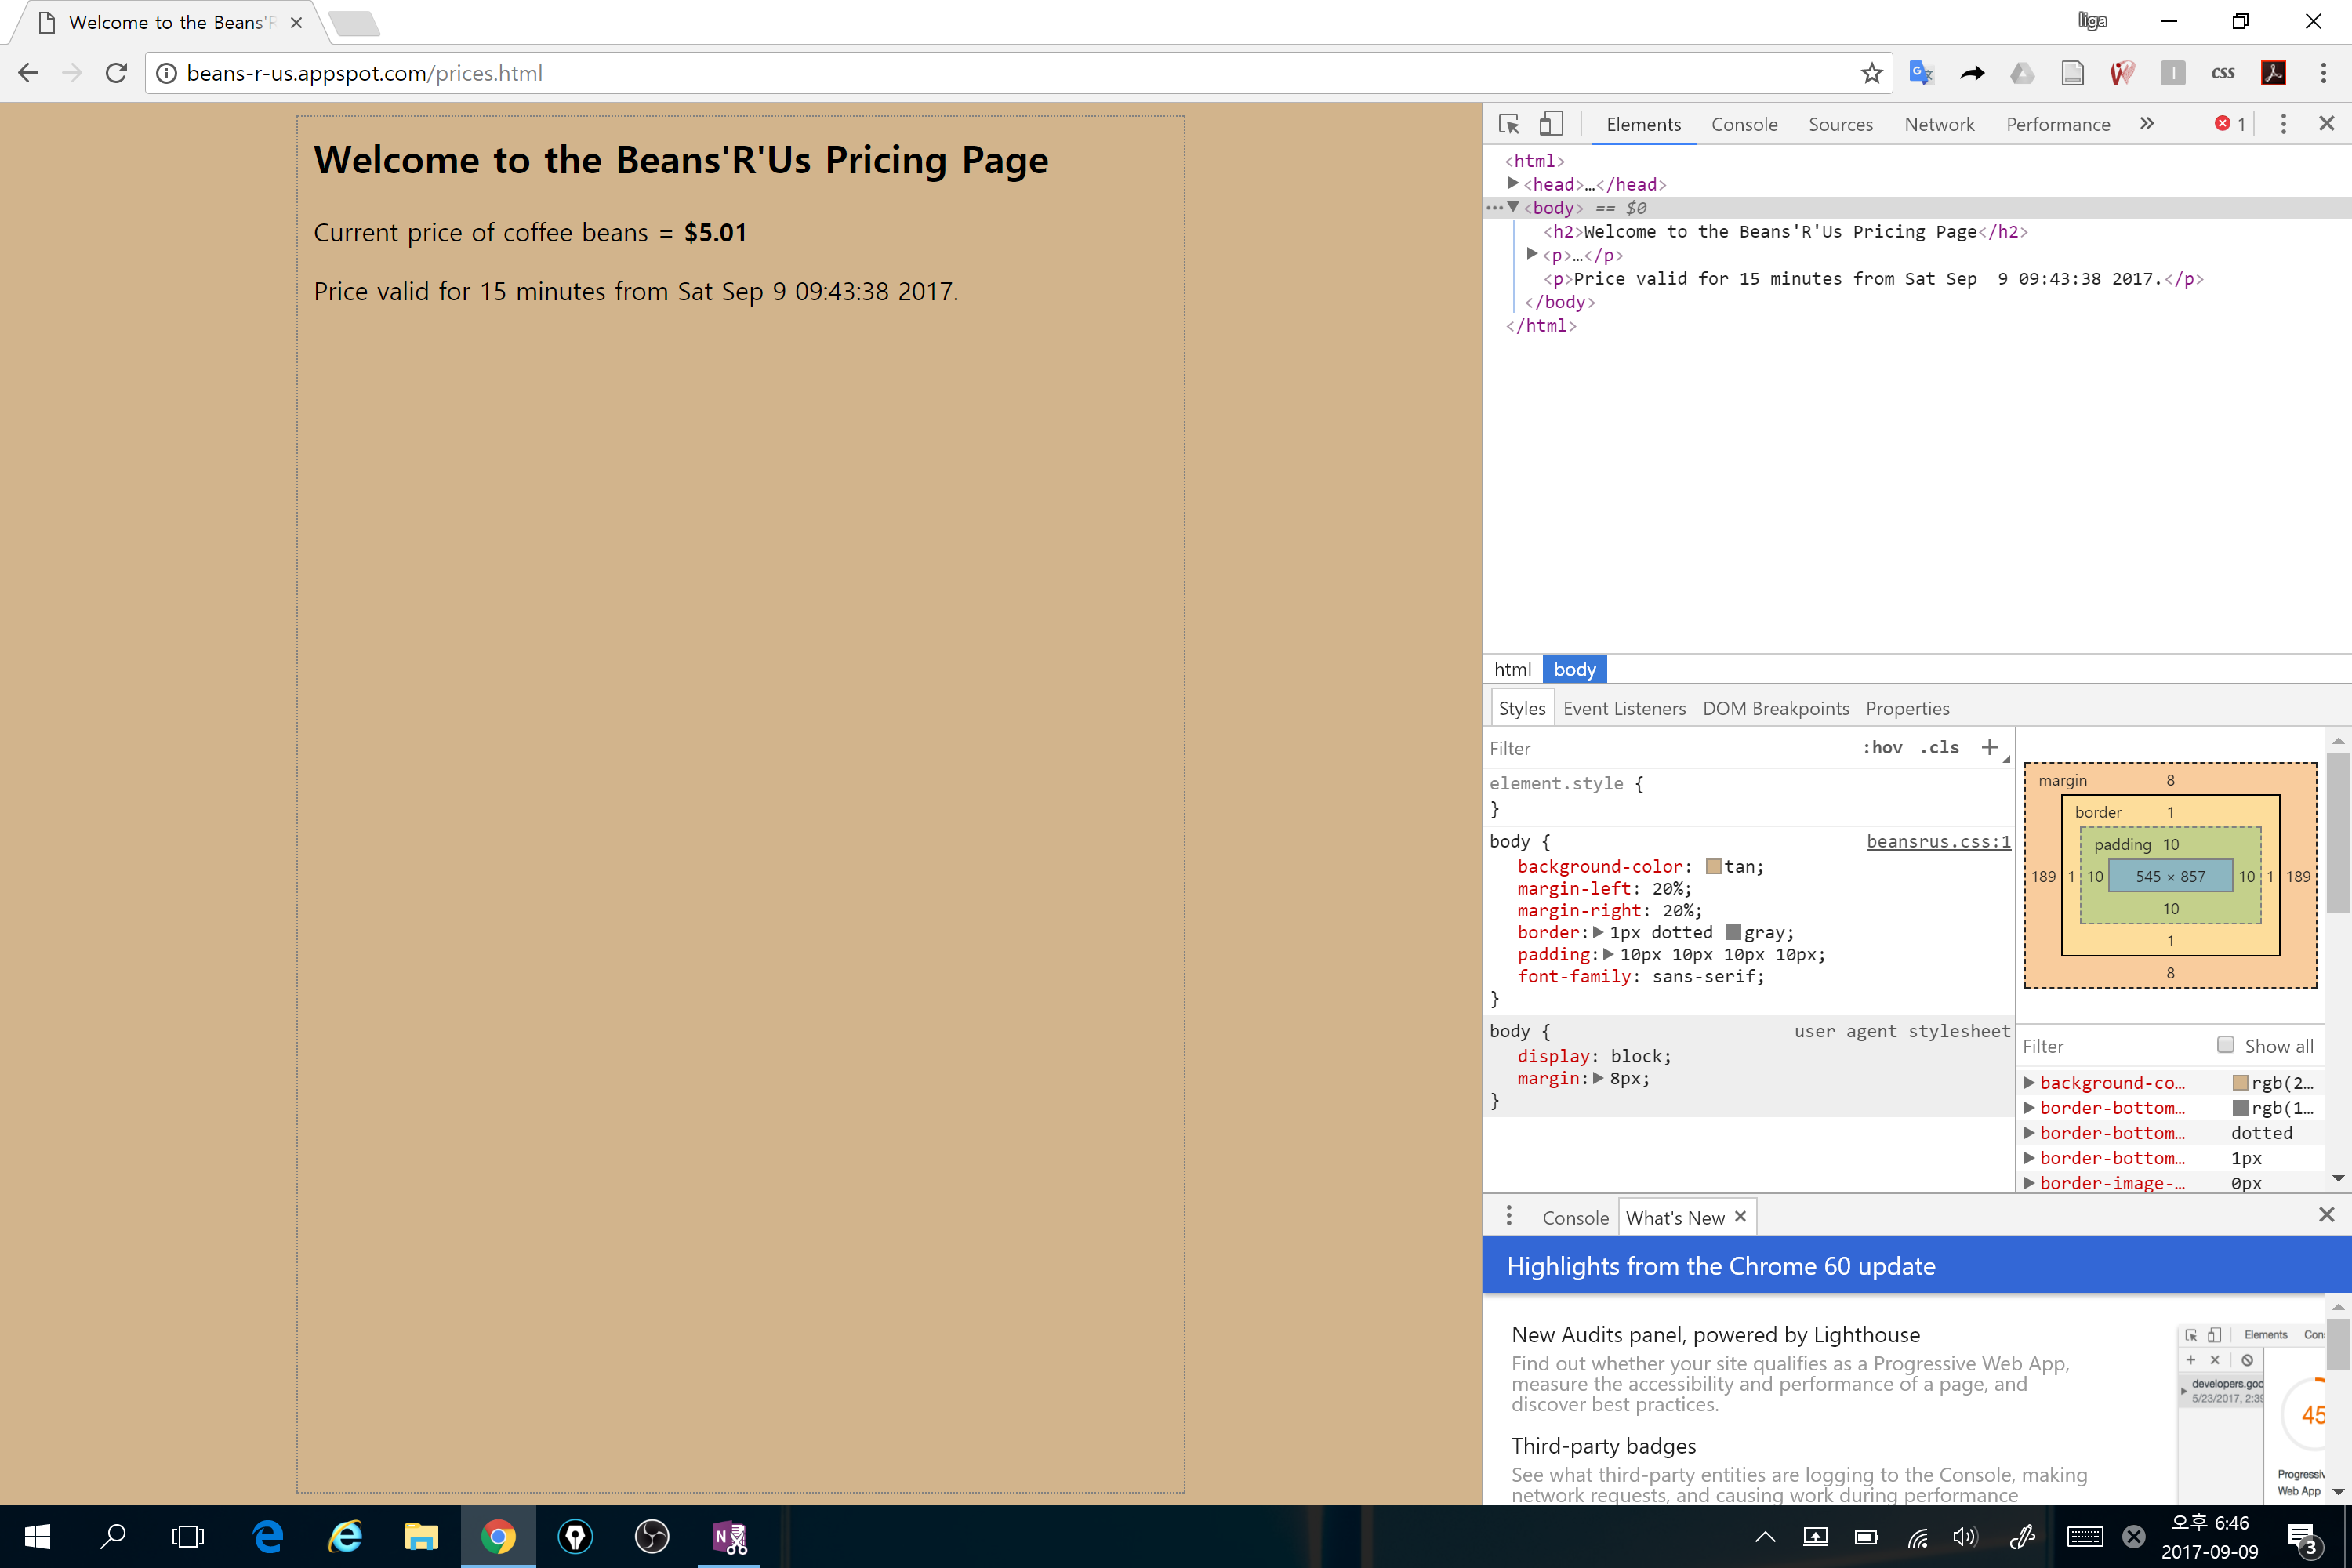 Welcome to the Beans'R
liga
beans-r-us.appspot.com/prices.html
css
Welcome to the Beans'R'Us Pricing Page
Current price of coffee beans = $5.01
Price valid for 15 minutes from Sat Sep 9 09:43:38 2017.
Elements Console Sources Network Performance » 1
<html>
<head>…</head>
<body> == $0
<h2>Welcome to the Beans'R'Us Pricing Page</h2>
<p>…</p>
<p>Price valid for 15 minutes from Sat Sep  9 09:43:38 2017.</p>
</body>
</html>
html body
Styles Event Listeners DOM Breakpoints Properties
Filter :hov .cls +
element.style {
}
body { beansrus.css:1
background-color: tan;
margin-left: 20%;
margin-right: 20%;
border: 1px dotted gray;
padding: 10px 10px 10px 10px;
font-family: sans-serif;
}
body { user agent stylesheet
display: block;
margin: 8px;
}
margin 8
border 1
padding 10
189 1 10 545 × 857 10 1 189
10
1
8
Filter Show all
background-co… rgb(2…
border-bottom… rgb(1…
border-bottom… dotted
border-bottom… 1px
border-image-… 0px
Console What's New
Highlights from the Chrome 60 update
New Audits panel, powered by Lighthouse
Find out whether your site qualifies as a Progressive Web App,
measure the accessibility and performance of a page, and
discover best practices.
Third-party badges
See what third-party entities are logging to the Console, making
network requests, and causing work during performance
Elements Con
developers.goo
5/23/2017, 2:39
45
Progressiv
Web App
N
오후 6:46
2017-09-09
3